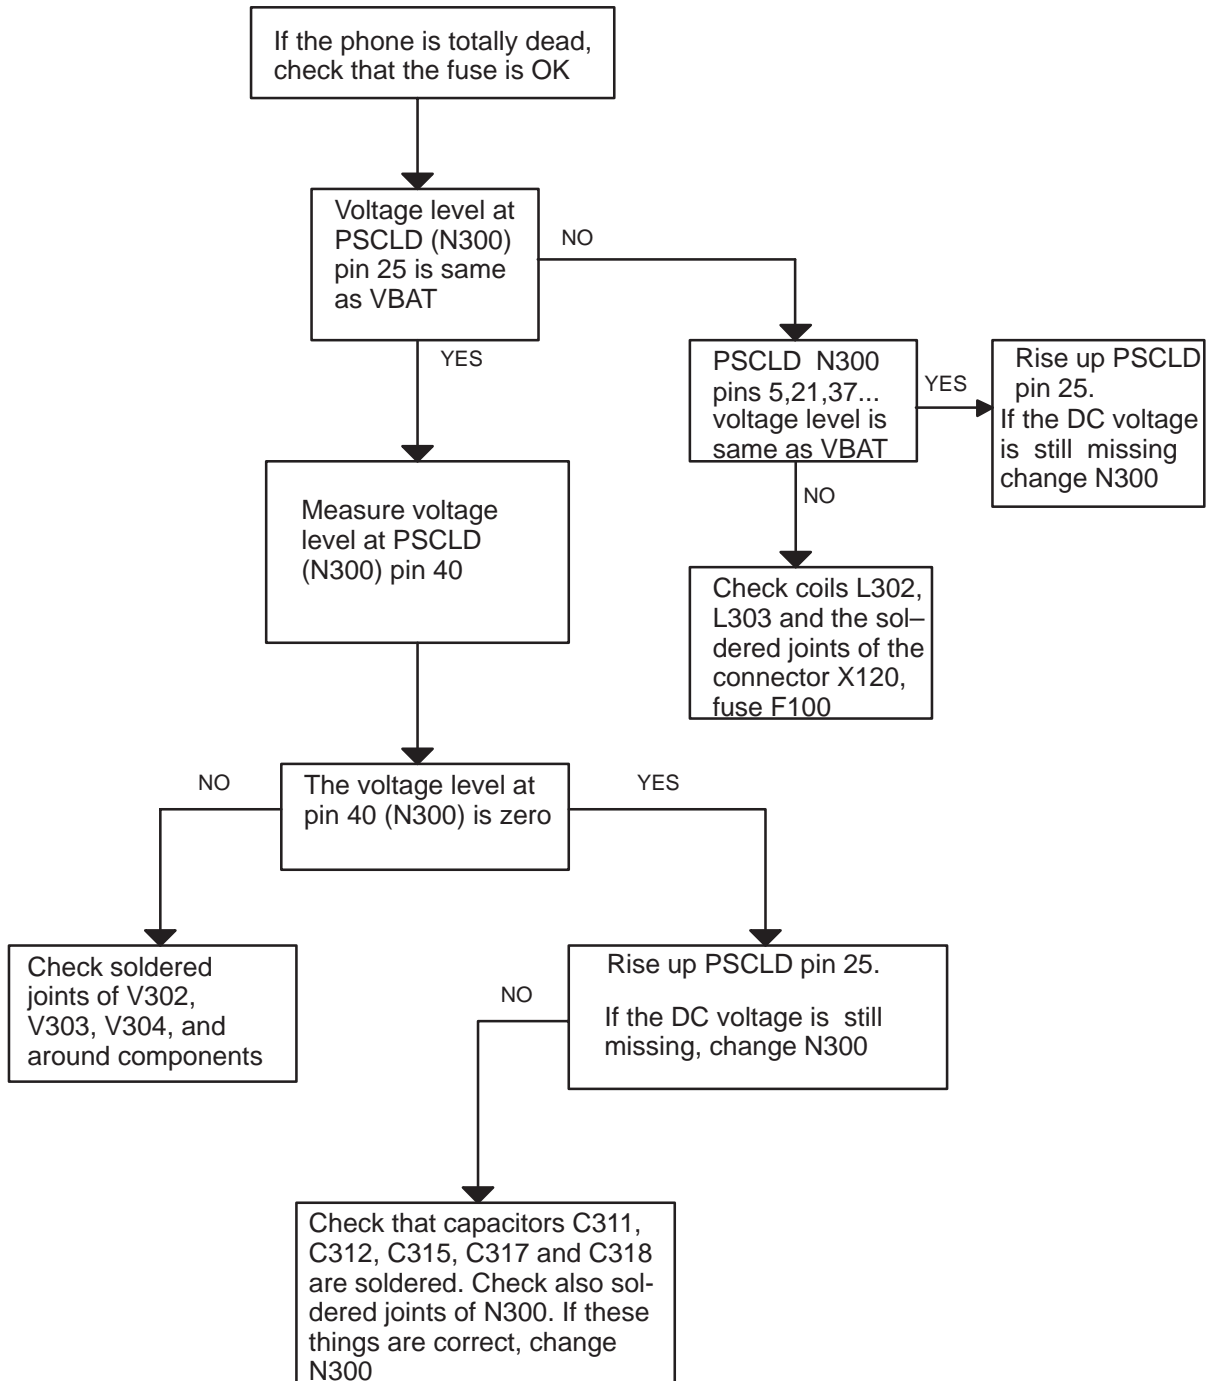 If the phone is totally dead,
check that the fuse is OK
Voltage level at
PSCLD (N300)
pin 25 is same
as VBAT
NO
YES
PSCLD N300
pins 5,21,37...
voltage level is
same as VBAT
YES
Rise up PSCLD
pin 25.
If the DC voltage
is still missing
change N300
NO
Measure voltage
level at PSCLD
(N300) pin 40
Check coils L302,
L303 and the sol–
dered joints of the
connector X120,
fuse F100
NO
The voltage level at
pin 40 (N300) is zero
YES
Check soldered
joints of V302,
V303, V304, and
around components
Rise up PSCLD pin 25.
If the DC voltage is still
missing, change N300
NO
Check that capacitors C311,
C312, C315, C317 and C318
are soldered. Check also sol-
dered joints of N300. If these
things are correct, change
N300